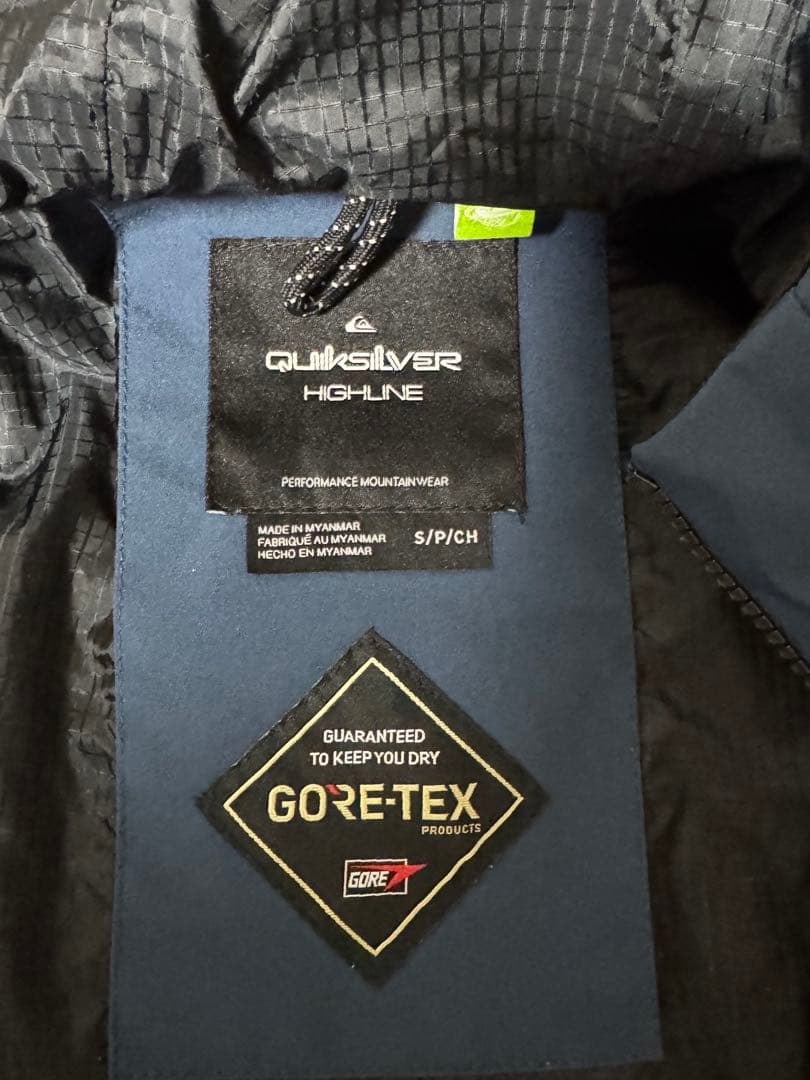 QUIKSILVER
HIGHLINE
PERFORMANCE MOUNTAINWEAR
MADE IN MYANMAR
FABRIQUÉ AU MYANMAR
HECHO EN MYANMAR
S/P/CH
GUARANTEED
TO KEEP YOU DRY
GORE-TEX
PRODUCTS
GORE